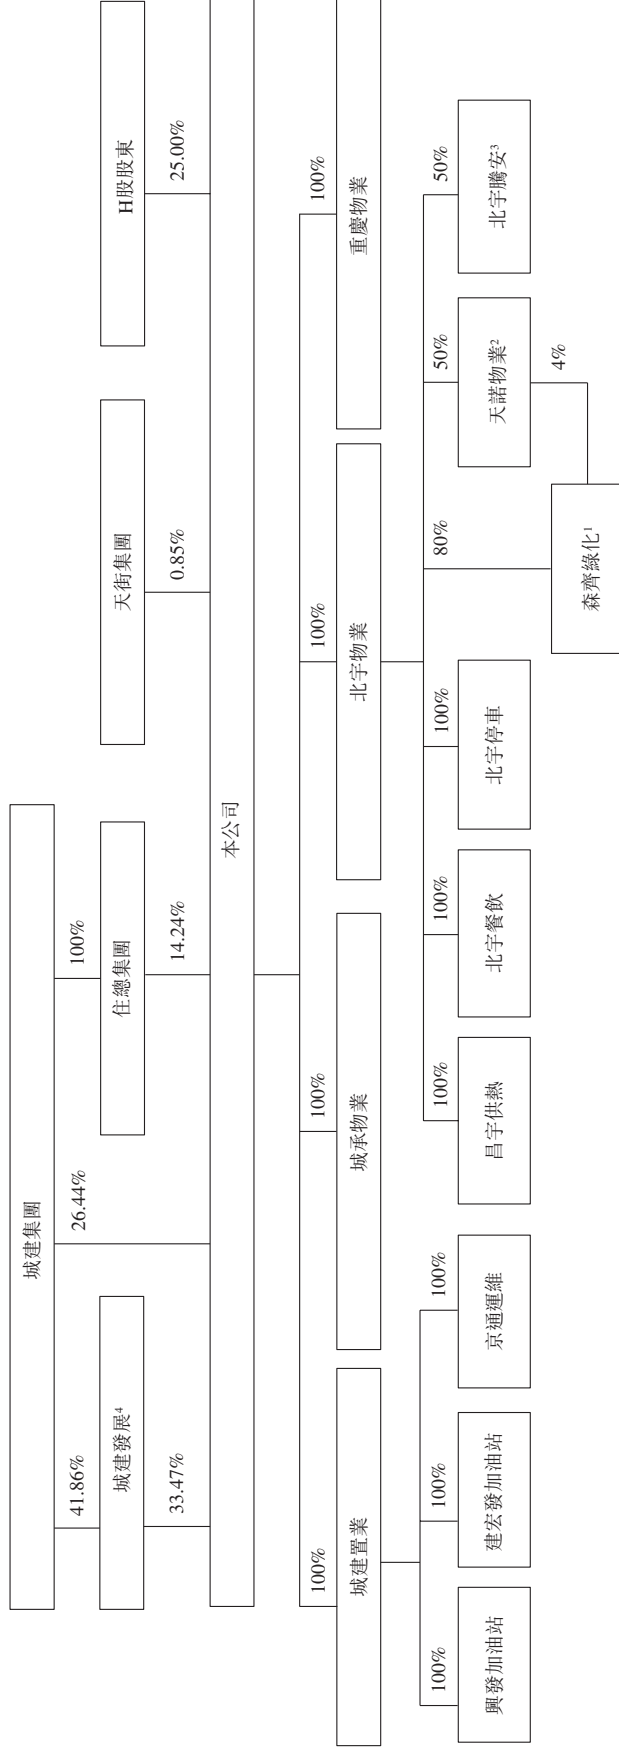 城建集團
41.86%
26.44%
100%
城建發展⁴
住總集團
天街集團
H股股東
33.47%
14.24%
0.85%
25.00%
本公司
100%
100%
100%
100%
城建置業
城承物業
北宇物業
重慶物業
100%
100%
100%
100%
100%
100%
80%
50%
50%
興發加油站
建宏發加油站
京通運維
昌宇供熱
北宇餐飲
北宇停車
天諾物業²
北宇騰安³
4%
森齊綠化¹